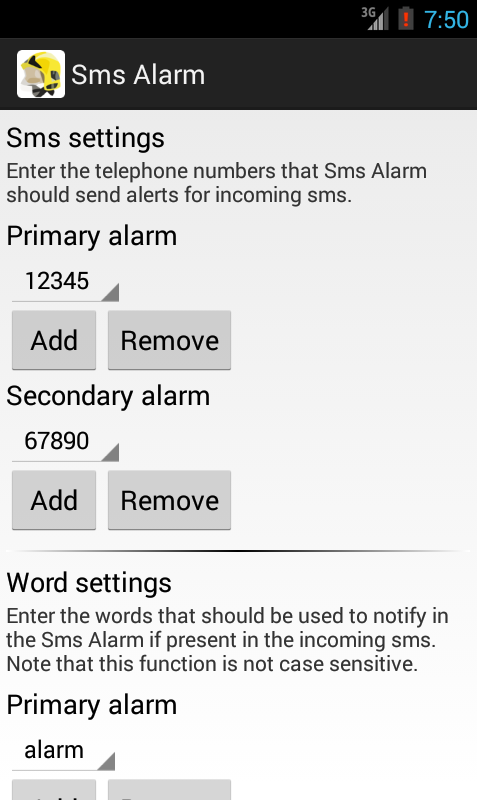 3G 7:50
Sms Alarm
Sms settings
Enter the telephone numbers that Sms Alarm
should send alerts for incoming sms.
Primary alarm
12345
Add Remove
Secondary alarm
67890
Add Remove
Word settings
Enter the words that should be used to notify in
the Sms Alarm if present in the incoming sms.
Note that this function is not case sensitive.
Primary alarm
alarm